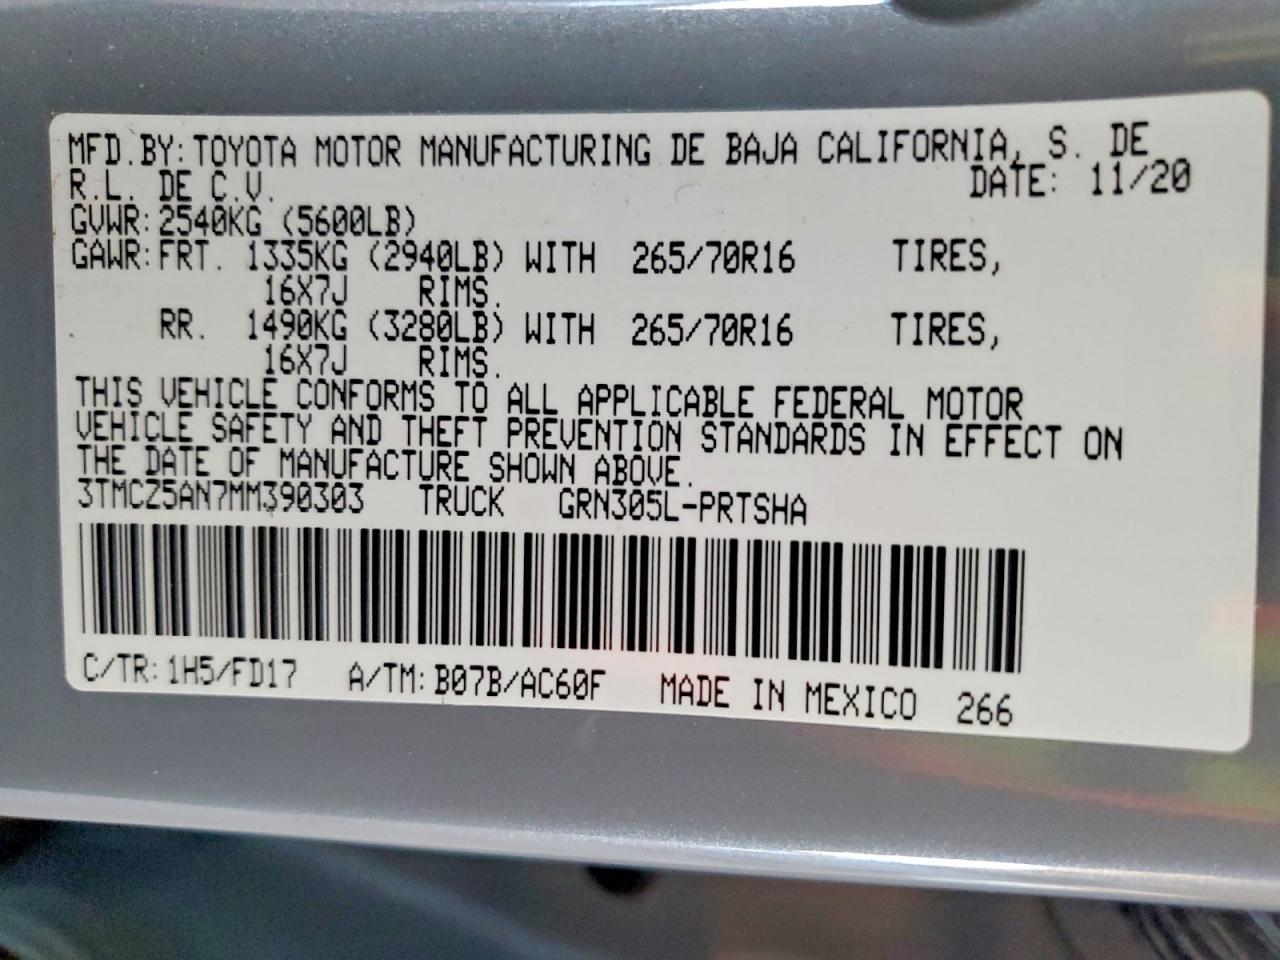 MFD.BY:TOYOTA MOTOR MANUFACTURING DE BAJA CALIFORNIA, S. DE
R.L. DE C.V. DATE: 11/20
GVWR:2540KG (5600LB)
GAWR:FRT. 1335KG (2940LB) WITH 265/70R16 TIRES,
16X7J RIMS.
RR. 1490KG (3280LB) WITH 265/70R16 TIRES,
16X7J RIMS.
THIS VEHICLE CONFORMS TO ALL APPLICABLE FEDERAL MOTOR
VEHICLE SAFETY AND THEFT PREVENTION STANDARDS IN EFFECT ON
THE DATE OF MANUFACTURE SHOWN ABOVE.
3TMCZ5AN7MM390303 TRUCK GRN305L-PRTSHA
C/TR:1H5/FD17 A/TM:B07B/AC60F MADE IN MEXICO 266